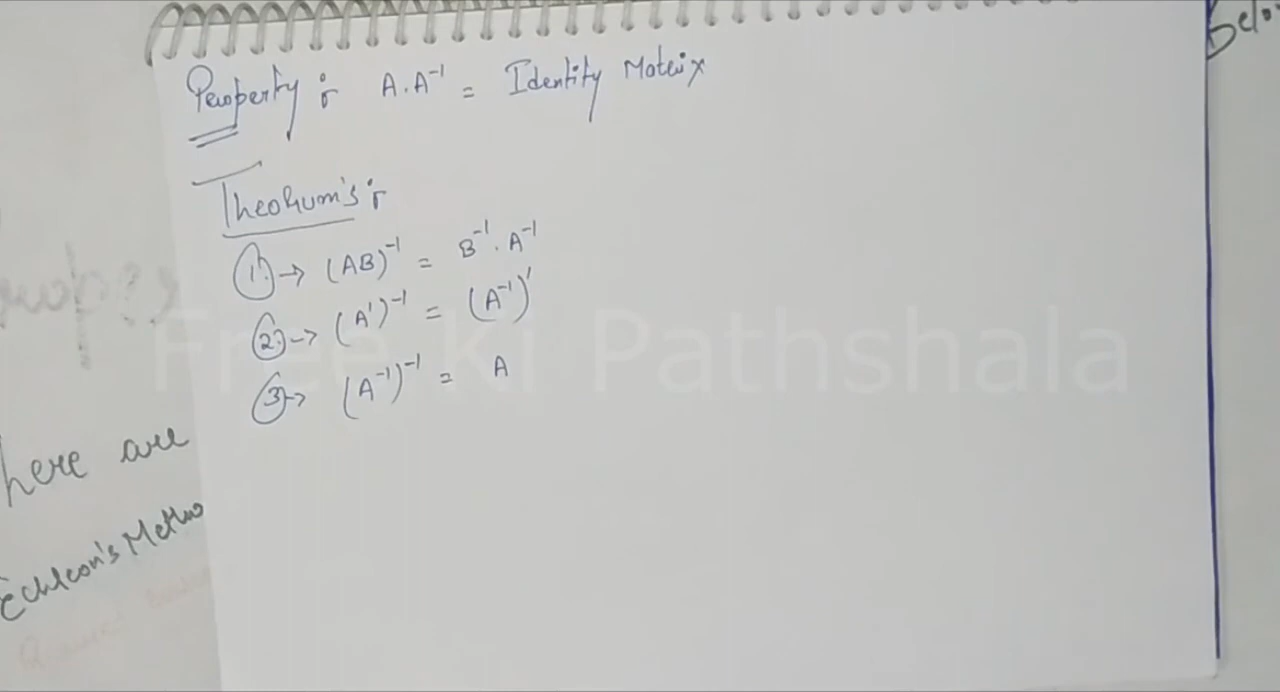 Property : A.A⁻¹ = Identity Matrix
Theohum's :
① → (AB)⁻¹ = B⁻¹ . A⁻¹
② → (A')⁻¹ = (A⁻¹)'
③ → (A⁻¹)⁻¹ = A
Free Ki Pathshala
here are
Echleon's Metho